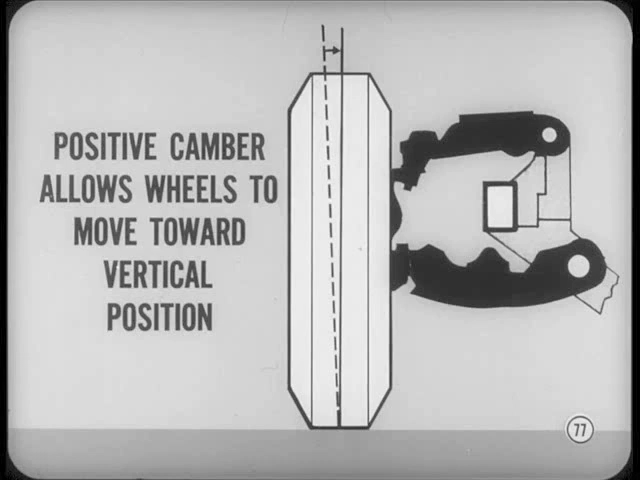 POSITIVE CAMBER
ALLOWS WHEELS TO
MOVE TOWARD
VERTICAL
POSITION
77